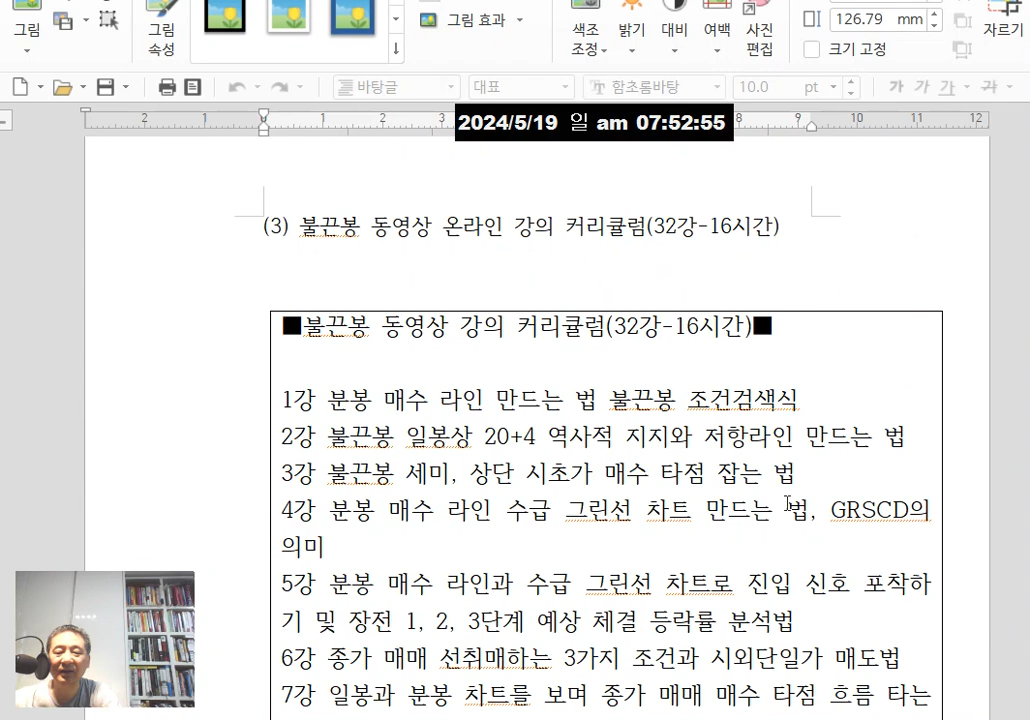 그림
그림
속성
그림 효과
색조
조정
밝기
대비
여백
사진
편집
126.79 mm
크기 고정
자르기
바탕글
대표
함초롬바탕
10.0 pt
가 가 가 가
2 1 1 2 3 8 9 10 11 12
2024/5/19 일 am 07:52:55
(3) 불끈봉 동영상 온라인 강의 커리큘럼(32강-16시간)
■불끈봉 동영상 강의 커리큘럼(32강-16시간)■
1강 분봉 매수 라인 만드는 법 불끈봉 조건검색식
2강 불끈봉 일봉상 20+4 역사적 지지와 저항라인 만드는 법
3강 불끈봉 세미, 상단 시초가 매수 타점 잡는 법
4강 분봉 매수 라인 수급 그린선 차트 만드는 법, GRSCD의
의미
5강 분봉 매수 라인과 수급 그린선 차트로 진입 신호 포착하
기 및 장전 1, 2, 3단계 예상 체결 등락률 분석법
6강 종가 매매 선취매하는 3가지 조건과 시외단일가 매도법
7강 일봉과 분봉 차트를 보며 종가 매매 매수 타점 흐름 타는